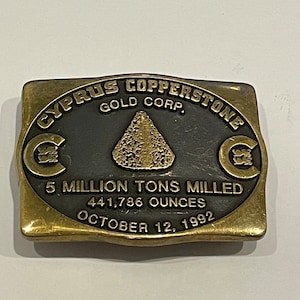 CYPRUS COPPERSTONE
GOLD CORP.
5 MILLION TONS MILLED
441,786 OUNCES
OCTOBER 12, 1992